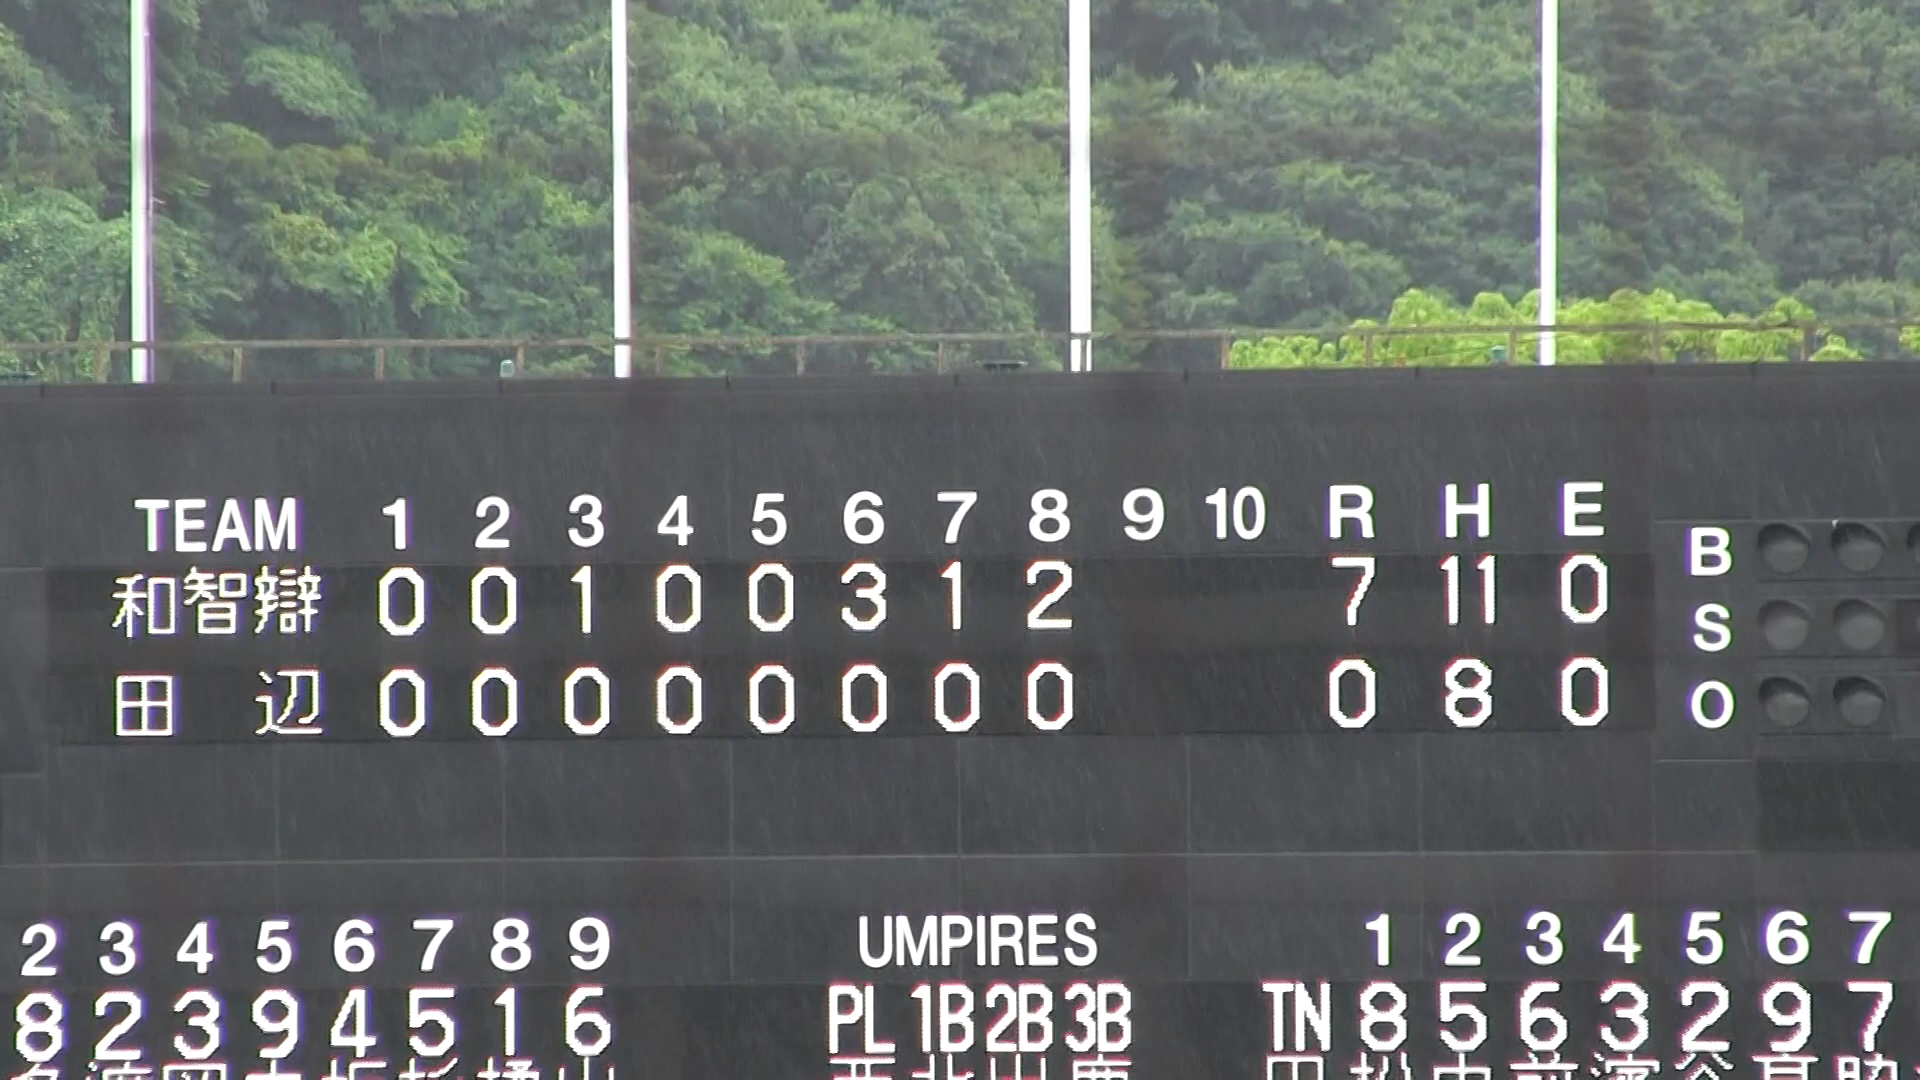 TEAM 1 2 3 4 5 6 7 8 9 10 R H E
和智辯 0 0 1 0 0 3 1 2 7 11 0
田辺 0 0 0 0 0 0 0 0 0 8 0
B
S
O
2 3 4 5 6 7 8 9 UMPIRES 1 2 3 4 5 6 7
8 2 3 9 4 5 1 6 PL 1B 2B 3B TN 8 5 6 3 2 9 7